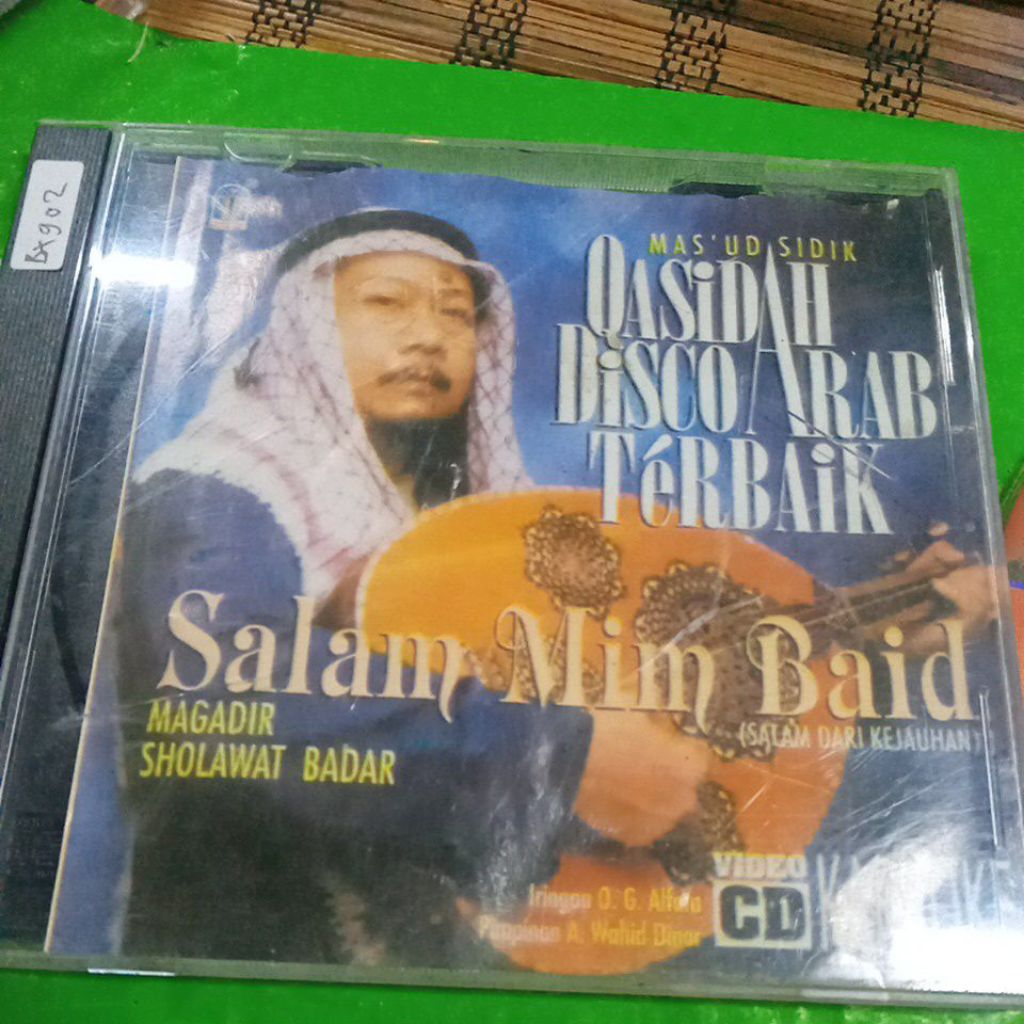 BX902
MAS'UD SIDIK
QASiDAH
DiSCO ARAB
TéRBAiK
Salam Mim Baid
(SALAM DARI KEJAUHAN)
MAGADIR
SHOLAWAT BADAR
Iringan O. G. Alfata
Pimpinan A. Wahid Dinar
VIDEO
CD
KARAOKE